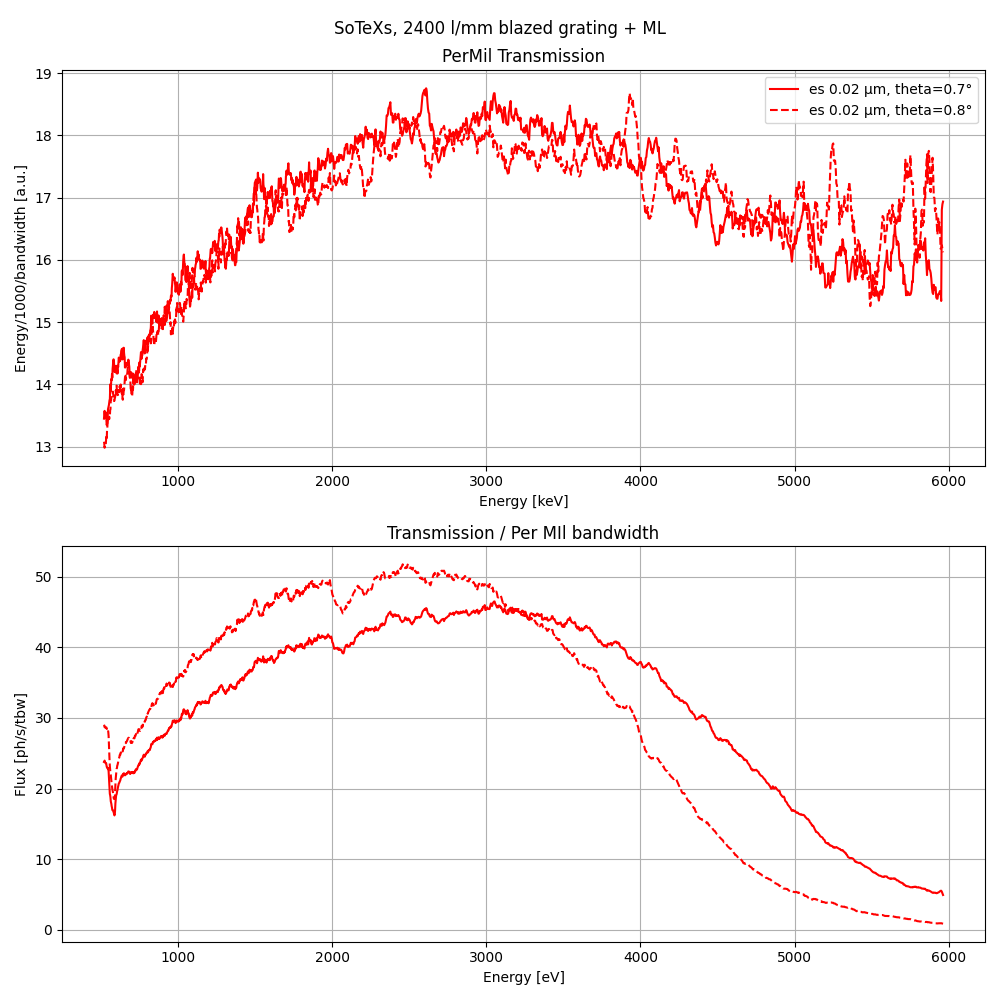 SoTeXs, 2400 l/mm blazed grating + ML
PerMil Transmission
19
18
17
16
15
14
13
Energy/1000/bandwidth [a.u.]
es 0.02 μm, theta=0.7°
es 0.02 μm, theta=0.8°
1000 2000 3000 4000 5000 6000
Energy [keV]
Transmission / Per MIl bandwidth
50
40
30
20
10
0
Flux [ph/s/tbw]
1000 2000 3000 4000 5000 6000
Energy [eV]